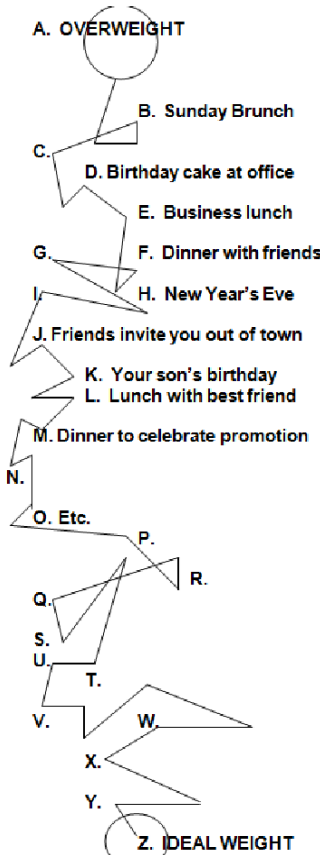 A. OVERWEIGHT
B. Sunday Brunch
C.
D. Birthday cake at office
E. Business lunch
G. F. Dinner with friends
I. H. New Year's Eve
J. Friends invite you out of town
K. Your son's birthday
L. Lunch with best friend
M. Dinner to celebrate promotion
N.
O. Etc.
P.
R.
Q.
S.
U.
T.
V. W.
X.
Y.
Z. IDEAL WEIGHT